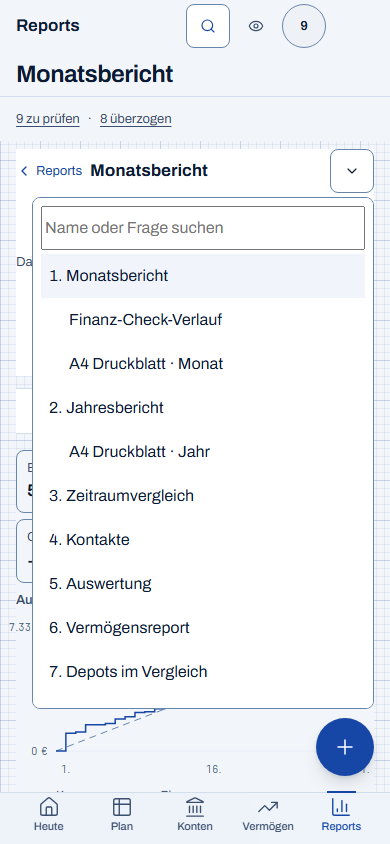 Reports
9
Monatsbericht
9 zu prüfen · 8 überzogen
Reports Monatsbericht
Name oder Frage suchen
1. Monatsbericht
Finanz-Check-Verlauf
A4 Druckblatt · Monat
2. Jahresbericht
A4 Druckblatt · Jahr
3. Zeitraumvergleich
4. Kontakte
5. Auswertung
6. Vermögensreport
7. Depots im Vergleich
7.33
0 €
1. 16.
Heute Plan Konten Vermögen Reports